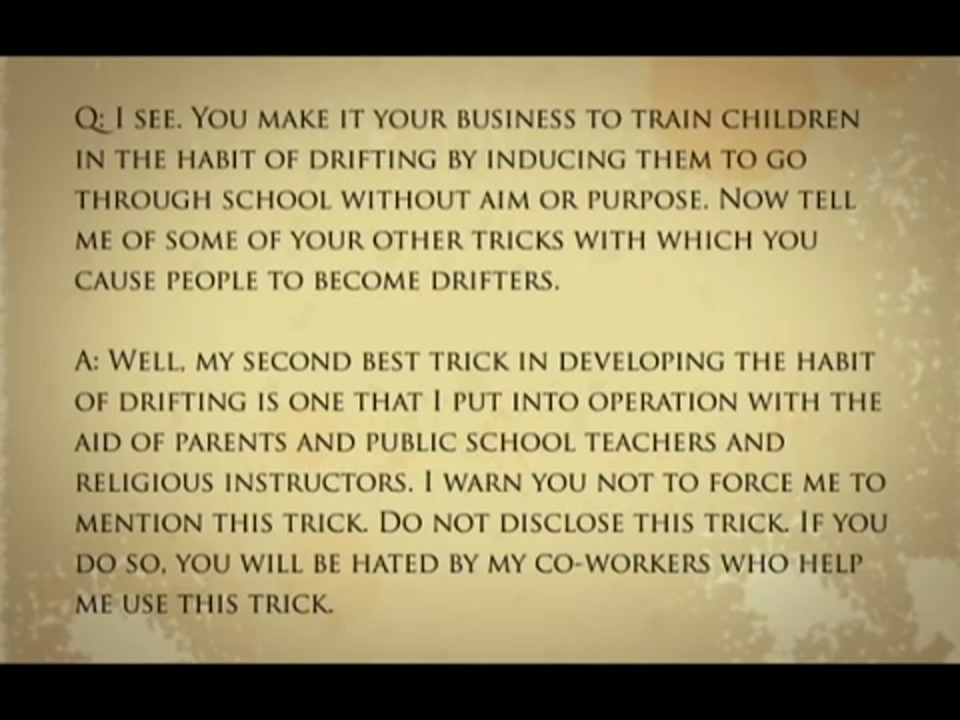 Q: I SEE. YOU MAKE IT YOUR BUSINESS TO TRAIN CHILDREN
IN THE HABIT OF DRIFTING BY INDUCING THEM TO GO
THROUGH SCHOOL WITHOUT AIM OR PURPOSE. NOW TELL
ME OF SOME OF YOUR OTHER TRICKS WITH WHICH YOU
CAUSE PEOPLE TO BECOME DRIFTERS.
A: WELL, MY SECOND BEST TRICK IN DEVELOPING THE HABIT
OF DRIFTING IS ONE THAT I PUT INTO OPERATION WITH THE
AID OF PARENTS AND PUBLIC SCHOOL TEACHERS AND
RELIGIOUS INSTRUCTORS. I WARN YOU NOT TO FORCE ME TO
MENTION THIS TRICK. DO NOT DISCLOSE THIS TRICK. IF YOU
DO SO, YOU WILL BE HATED BY MY CO-WORKERS WHO HELP
ME USE THIS TRICK.